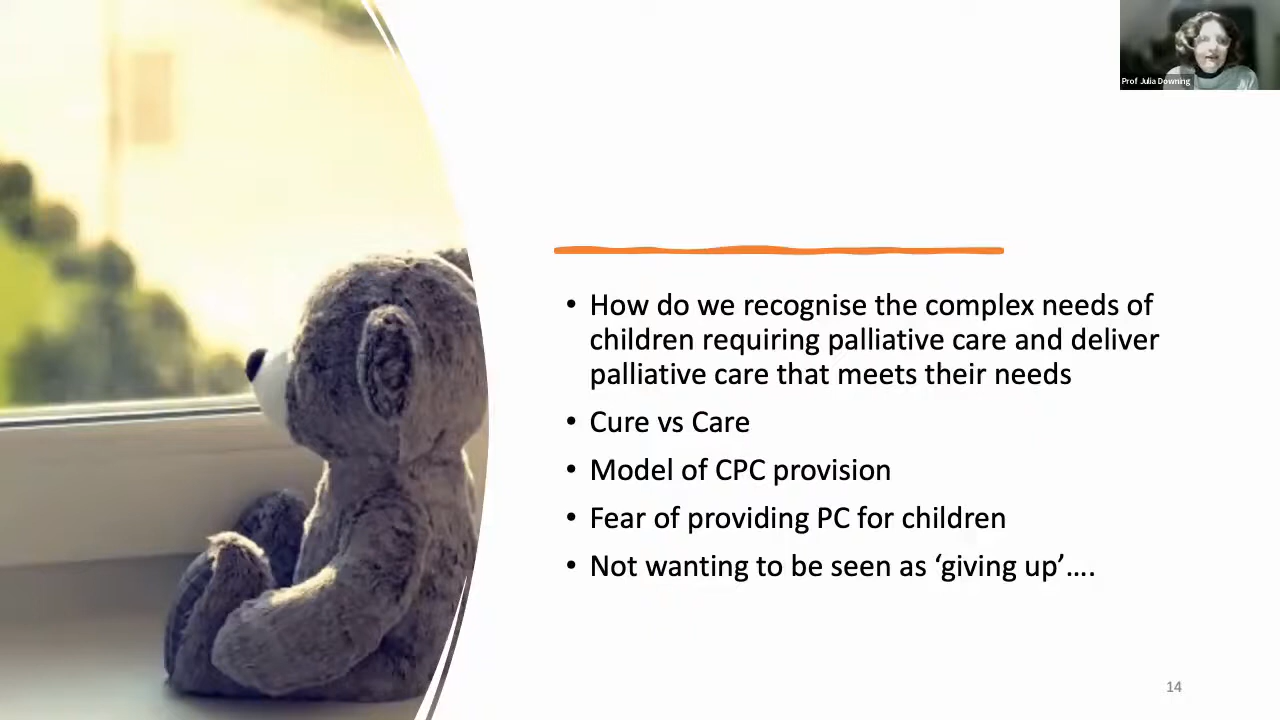 Prof Julia Downing
• How do we recognise the complex needs of
children requiring palliative care and deliver
palliative care that meets their needs
• Cure vs Care
• Model of CPC provision
• Fear of providing PC for children
• Not wanting to be seen as ‘giving up’….
14